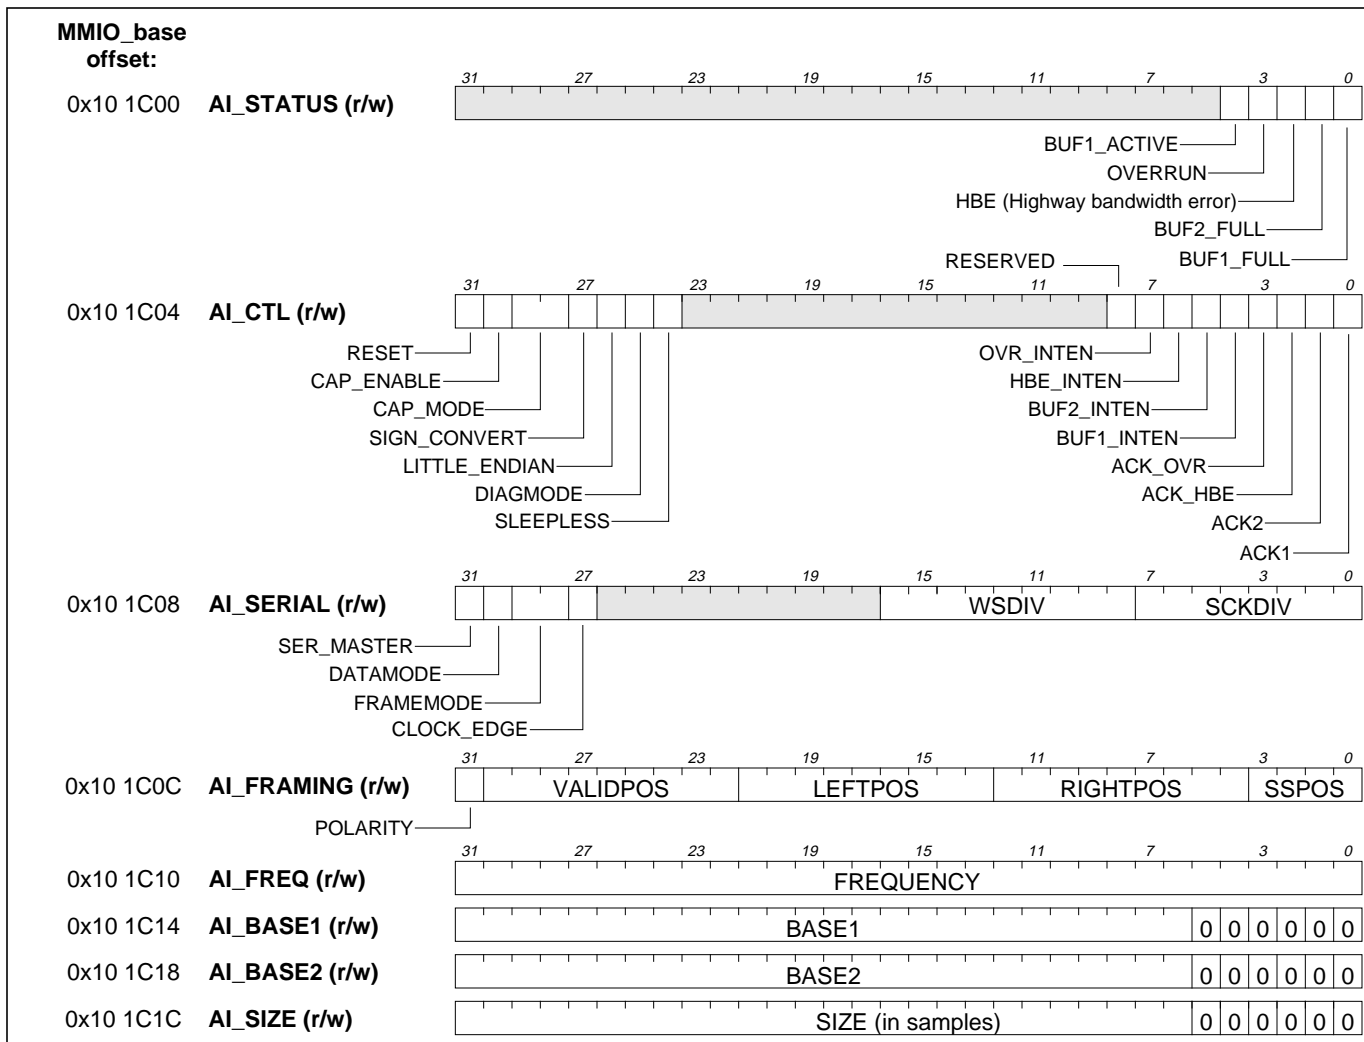 MMIO_base
offset:
31 27 23 19 15 11 7 3 0
0x10 1C00 AI_STATUS (r/w)
BUF1_ACTIVE
OVERRUN
HBE (Highway bandwidth error)
BUF2_FULL
BUF1_FULL
RESERVED
31 27 23 19 15 11 7 3 0
0x10 1C04 AI_CTL (r/w)
RESET
CAP_ENABLE
CAP_MODE
SIGN_CONVERT
LITTLE_ENDIAN
DIAGMODE
SLEEPLESS
OVR_INTEN
HBE_INTEN
BUF2_INTEN
BUF1_INTEN
ACK_OVR
ACK_HBE
ACK2
ACK1
31 27 23 19 15 11 7 3 0
0x10 1C08 AI_SERIAL (r/w) WSDIV SCKDIV
SER_MASTER
DATAMODE
FRAMEMODE
CLOCK_EDGE
31 27 23 19 15 11 7 3 0
0x10 1C0C AI_FRAMING (r/w) VALIDPOS LEFTPOS RIGHTPOS SSPOS
POLARITY
31 27 23 19 15 11 7 3 0
0x10 1C10 AI_FREQ (r/w) FREQUENCY
0x10 1C14 AI_BASE1 (r/w) BASE1 0 0 0 0 0 0
0x10 1C18 AI_BASE2 (r/w) BASE2 0 0 0 0 0 0
0x10 1C1C AI_SIZE (r/w) SIZE (in samples) 0 0 0 0 0 0